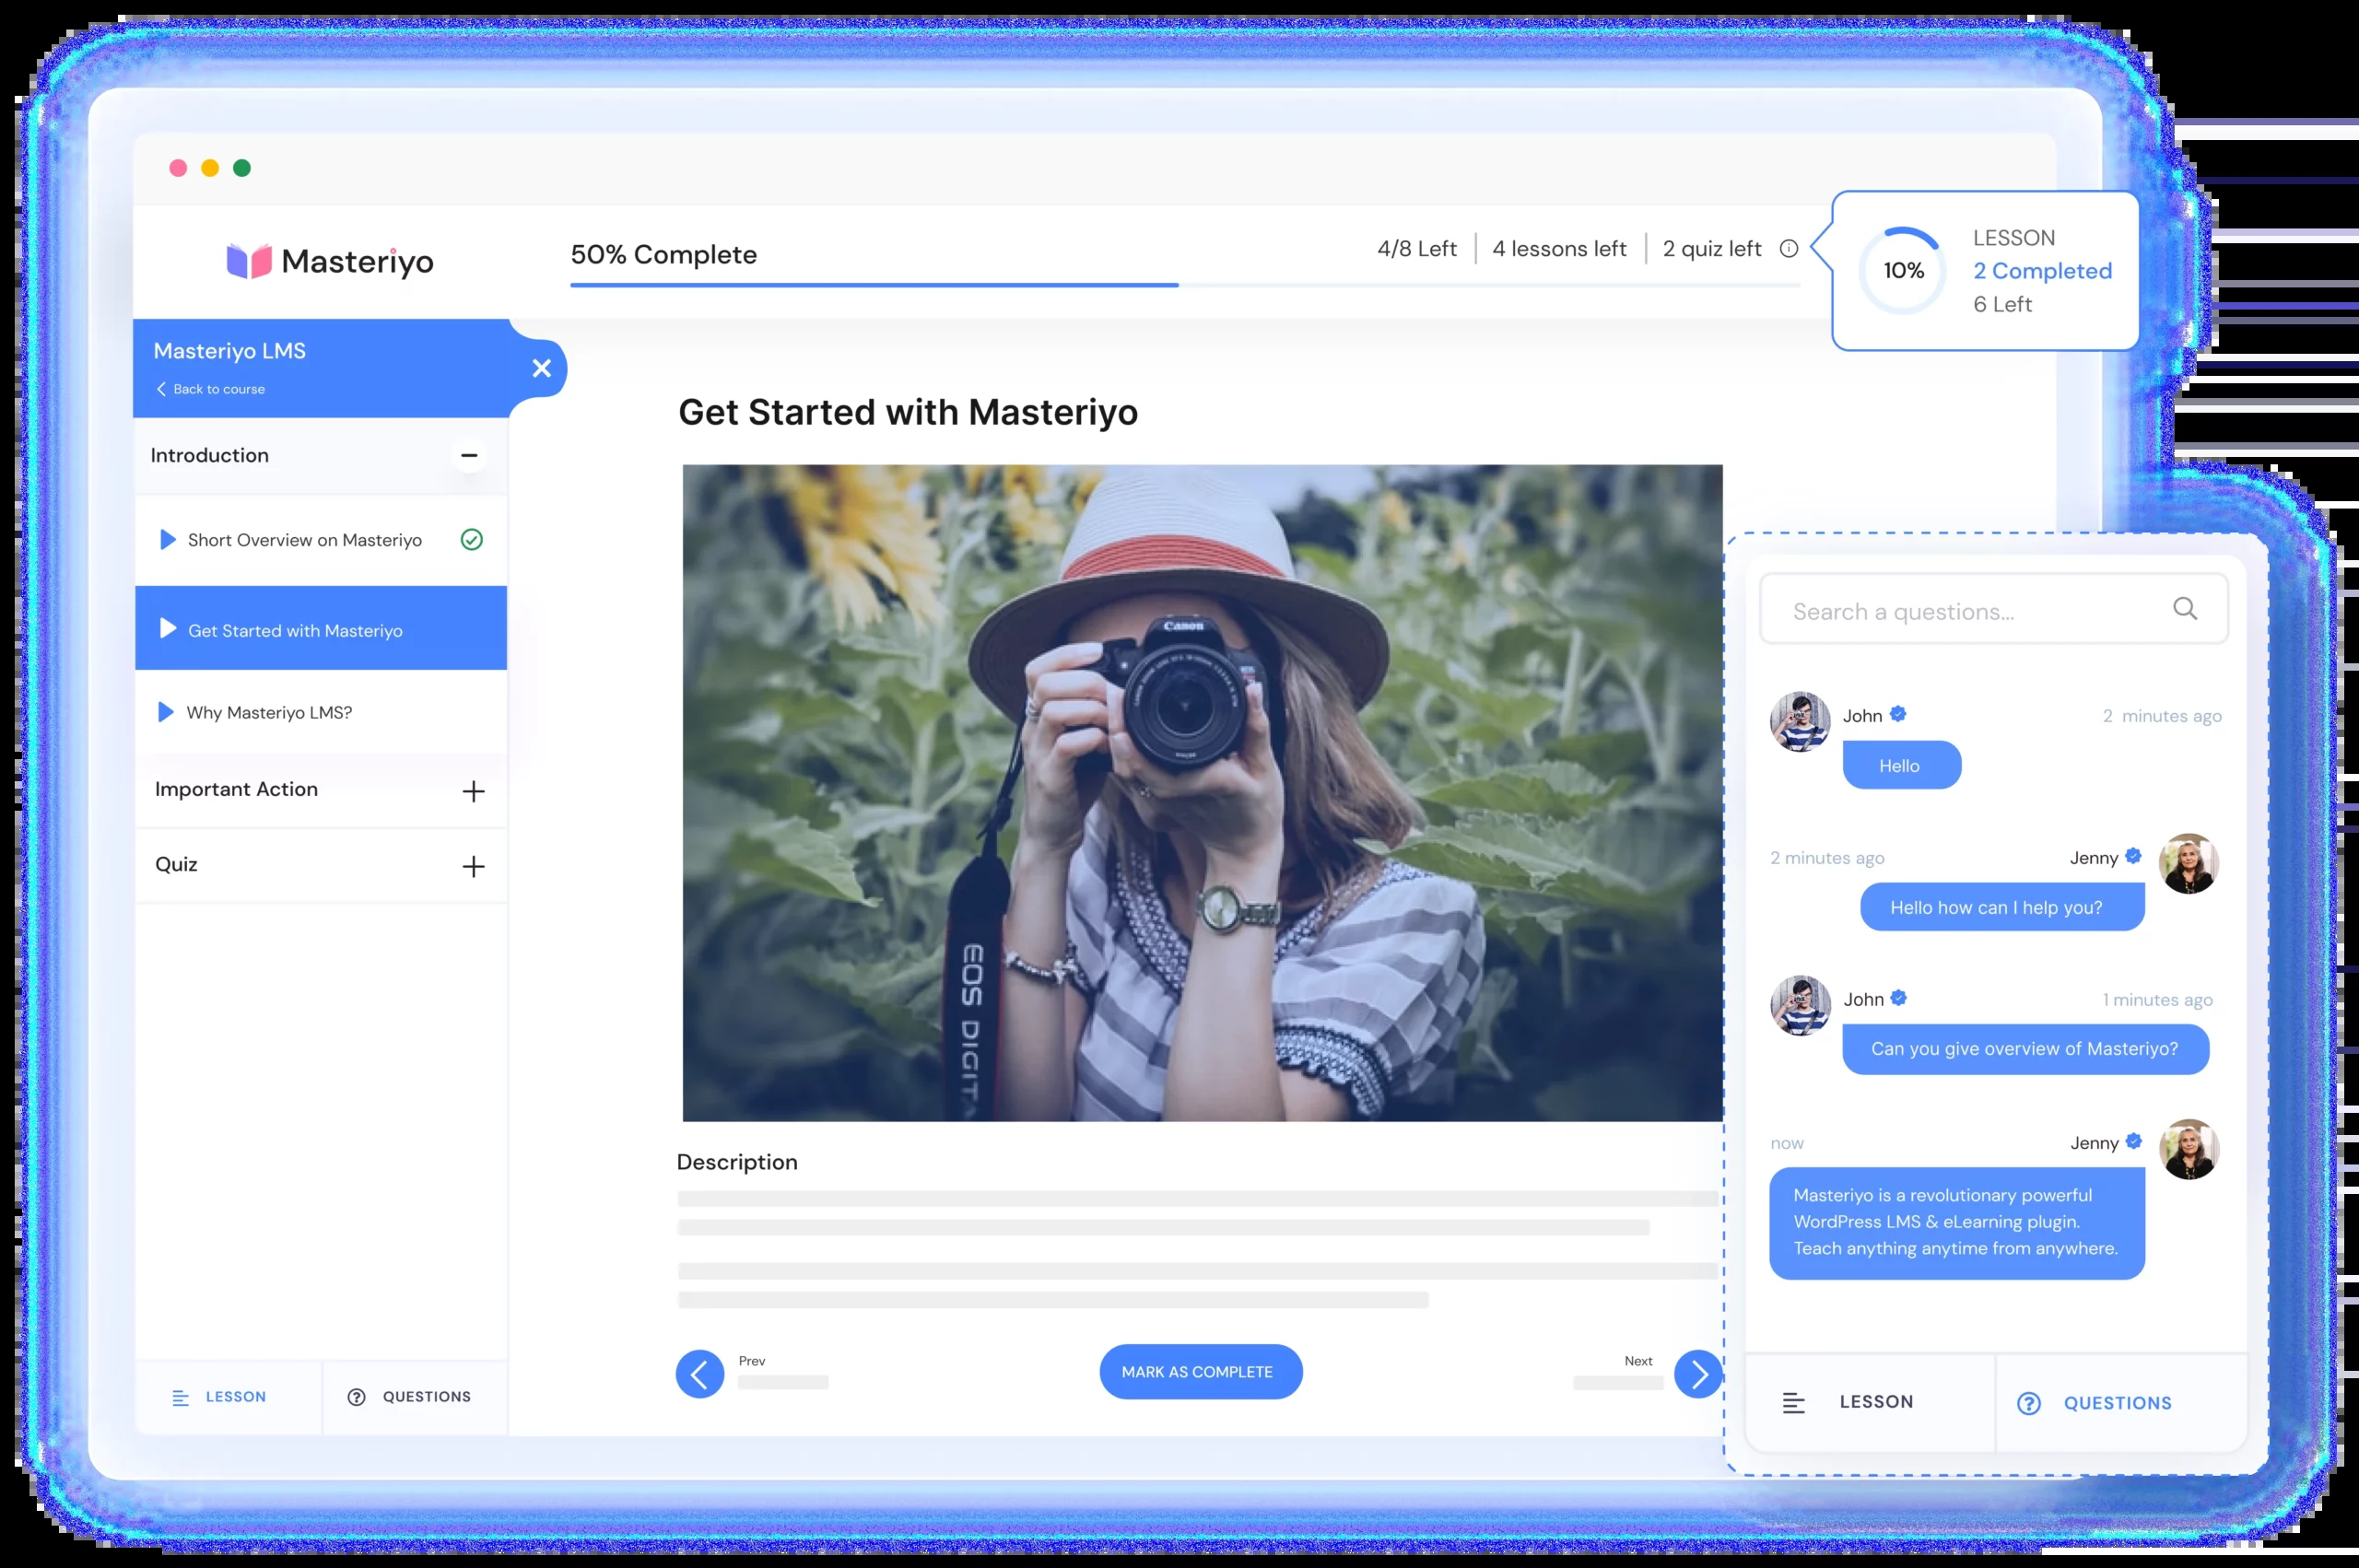 Masteriyo
50% Complete
4/8 Left
4 lessons left
2 quiz left
10%
LESSON
2 Completed
6 Left
Masteriyo LMS
Back to course
Introduction
Short Overview on Masteriyo
Get Started with Masteriyo
Why Masteriyo LMS?
Important Action
Quiz
LESSON
QUESTIONS
Get Started with Masteriyo
Canon
EOS DIGITA
Description
Prev
MARK AS COMPLETE
Next
Search a questions...
John
2 minutes ago
Hello
2 minutes ago
Jenny
Hello how can I help you?
John
1 minutes ago
Can you give overview of Masteriyo?
now
Jenny
Masteriyo is a revolutionary powerful
WordPress LMS & eLearning plugin.
Teach anything anytime from anywhere.
LESSON
QUESTIONS